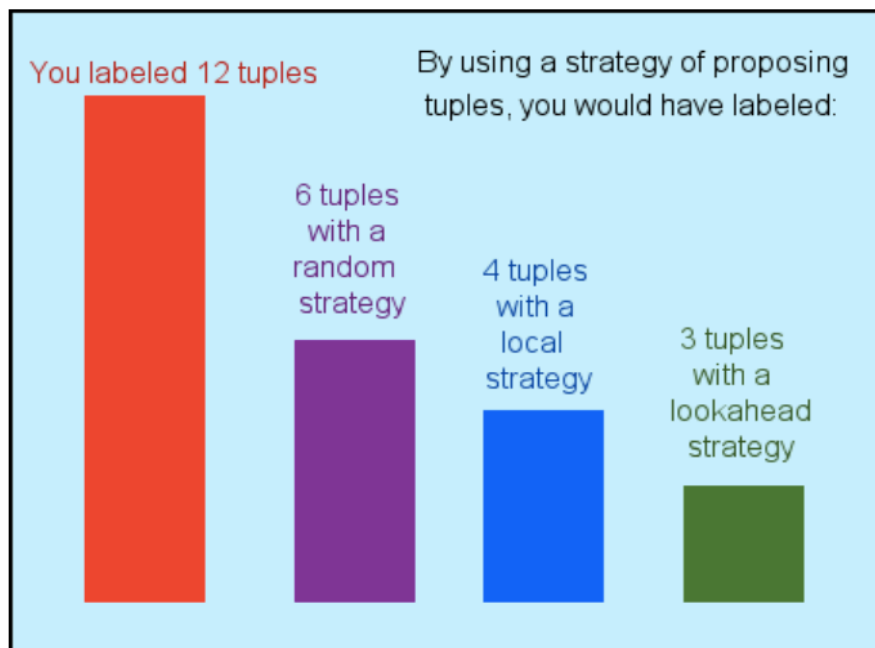 You labeled 12 tuples
By using a strategy of proposing
tuples, you would have labeled:
6 tuples
with a
random
strategy
4 tuples
with a
local
strategy
3 tuples
with a
lookahead
strategy